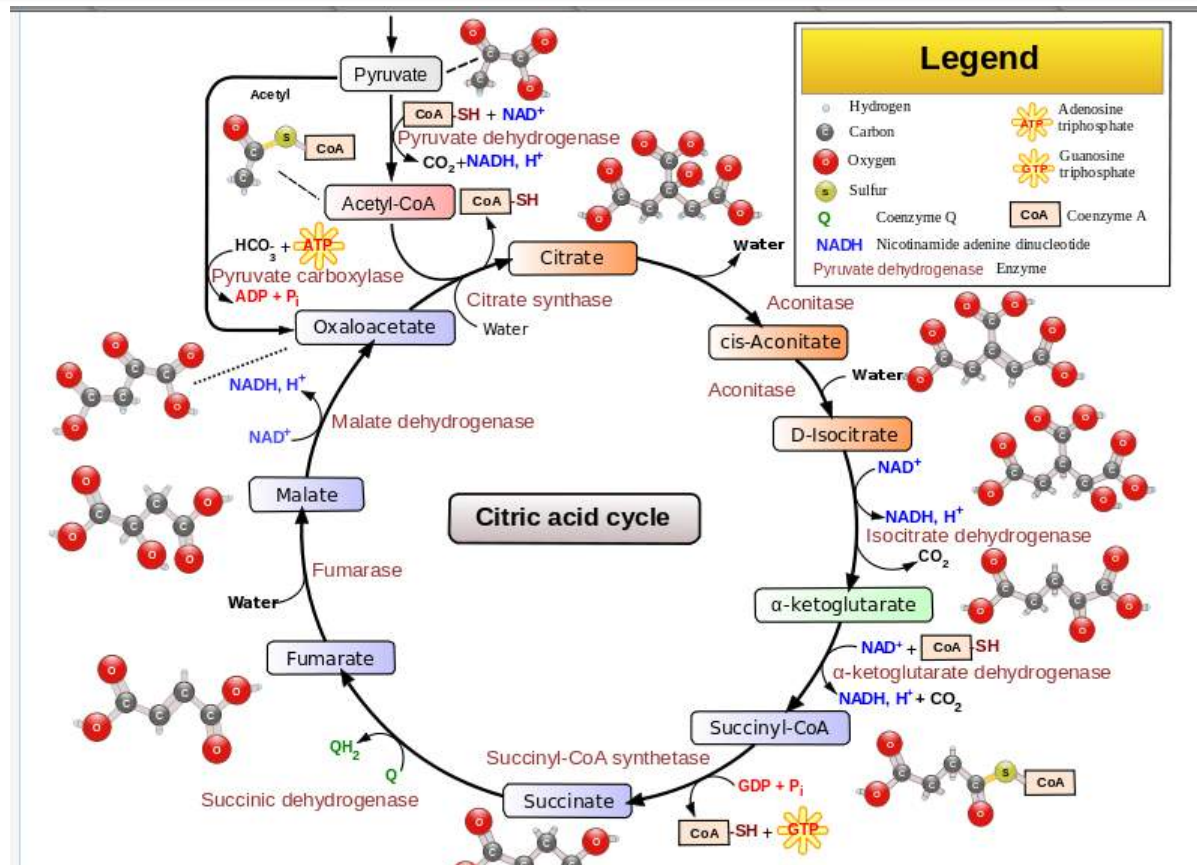 Pyruvate
Acetyl
CoA -SH + NAD+
Pyruvate dehydrogenase
CO2+NADH, H+
S CoA
Acetyl-CoA
CoA -SH
HCO3- + ATP
Pyruvate carboxylase
ADP + Pi
Citrate
Water
Citrate synthase
Water
Oxaloacetate
Aconitase
cis-Aconitate
Aconitase
Water
D-Isocitrate
NAD+
NADH, H+
Isocitrate dehydrogenase
CO2
α-ketoglutarate
NAD+ + CoA -SH
α-ketoglutarate dehydrogenase
NADH, H+ + CO2
Succinyl-CoA
S CoA
Succinyl-CoA synthetase
GDP + Pi
CoA -SH + GTP
Succinate
QH2
Q
Succinic dehydrogenase
Fumarate
Water
Fumarase
Malate
NAD+
Malate dehydrogenase
NADH, H+
Citric acid cycle
Legend
Hydrogen
C Carbon
O Oxygen
S Sulfur
Q Coenzyme Q
NADH Nicotinamide adenine dinucleotide
Pyruvate dehydrogenase Enzyme
ATP Adenosine
triphosphate
GTP Guanosine
triphosphate
CoA Coenzyme A